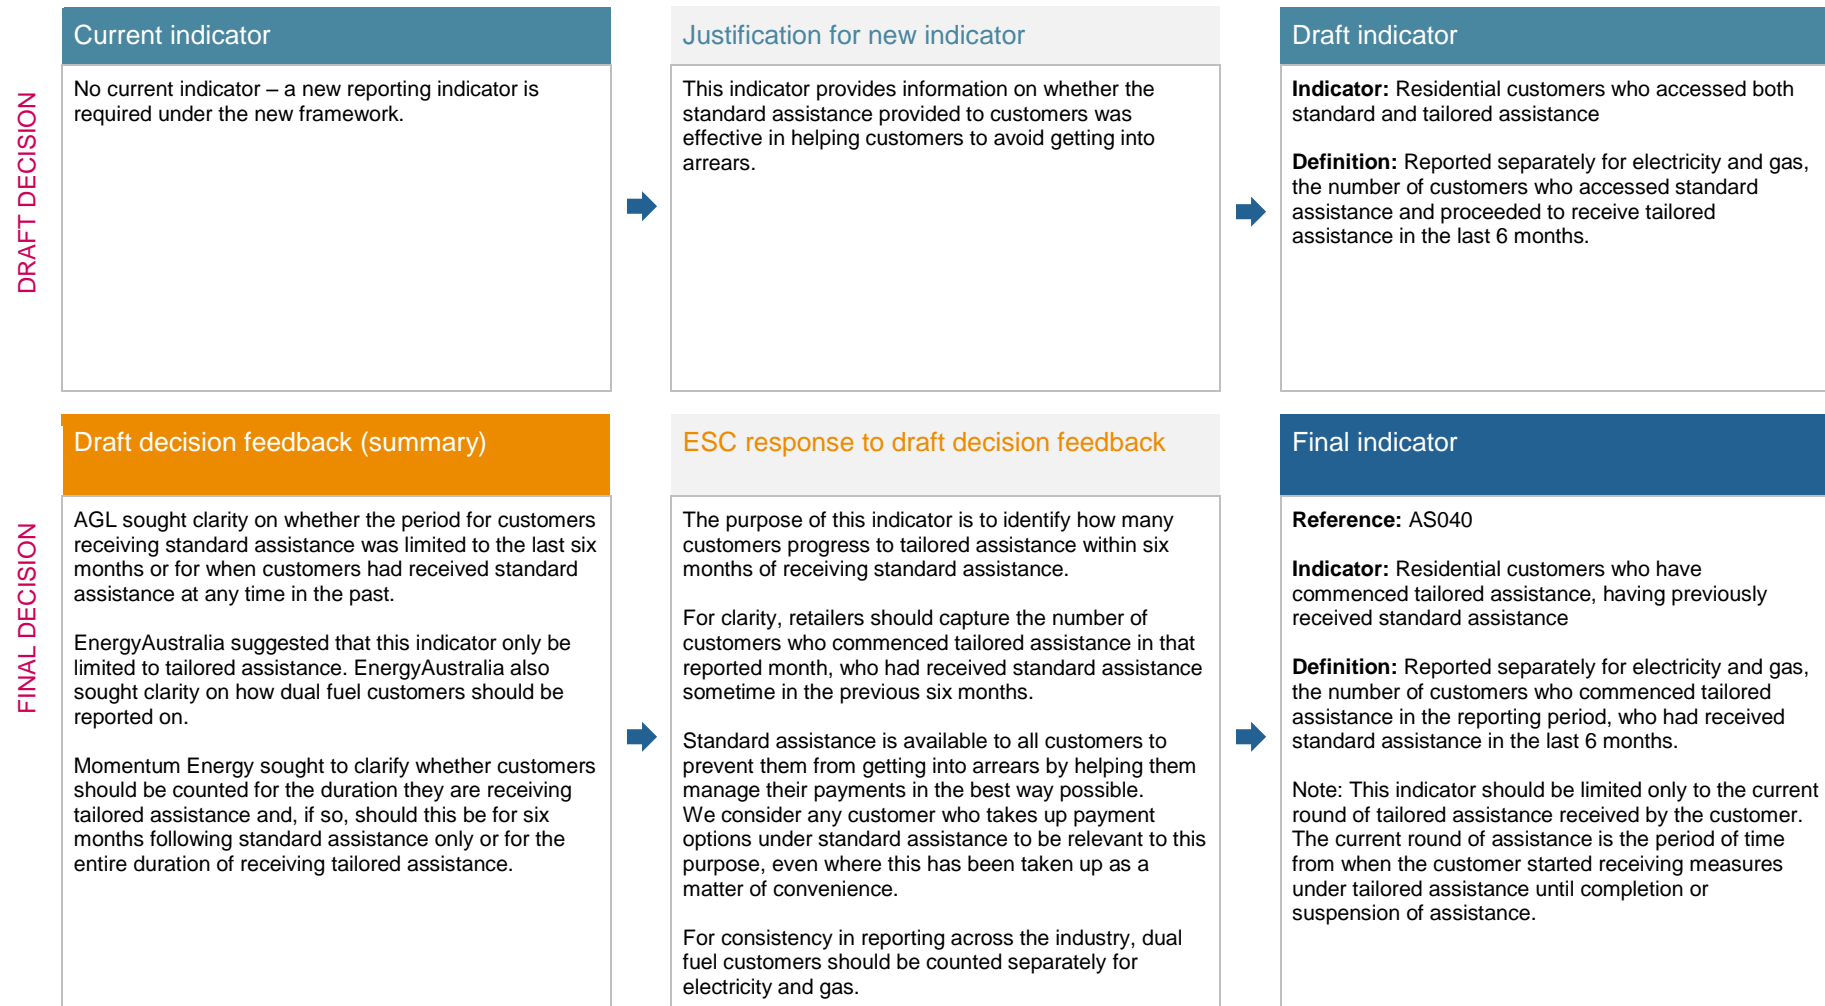 DRAFT DECISION
Current indicator
No current indicator – a new reporting indicator is
required under the new framework.
Justification for new indicator
This indicator provides information on whether the
standard assistance provided to customers was
effective in helping customers to avoid getting into
arrears.
Draft indicator
Indicator: Residential customers who accessed both
standard and tailored assistance
Definition: Reported separately for electricity and gas,
the number of customers who accessed standard
assistance and proceeded to receive tailored
assistance in the last 6 months.
FINAL DECISION
Draft decision feedback (summary)
AGL sought clarity on whether the period for customers
receiving standard assistance was limited to the last six
months or for when customers had received standard
assistance at any time in the past.
EnergyAustralia suggested that this indicator only be
limited to tailored assistance. EnergyAustralia also
sought clarity on how dual fuel customers should be
reported on.
Momentum Energy sought to clarify whether customers
should be counted for the duration they are receiving
tailored assistance and, if so, should this be for six
months following standard assistance only or for the
entire duration of receiving tailored assistance.
ESC response to draft decision feedback
The purpose of this indicator is to identify how many
customers progress to tailored assistance within six
months of receiving standard assistance.
For clarity, retailers should capture the number of
customers who commenced tailored assistance in that
reported month, who had received standard assistance
sometime in the previous six months.
Standard assistance is available to all customers to
prevent them from getting into arrears by helping them
manage their payments in the best way possible.
We consider any customer who takes up payment
options under standard assistance to be relevant to this
purpose, even where this has been taken up as a
matter of convenience.
For consistency in reporting across the industry, dual
fuel customers should be counted separately for
electricity and gas.
Final indicator
Reference: AS040
Indicator: Residential customers who have
commenced tailored assistance, having previously
received standard assistance
Definition: Reported separately for electricity and gas,
the number of customers who commenced tailored
assistance in the reporting period, who had received
standard assistance in the last 6 months.
Note: This indicator should be limited only to the current
round of tailored assistance received by the customer.
The current round of assistance is the period of time
from when the customer started receiving measures
under tailored assistance until completion or
suspension of assistance.